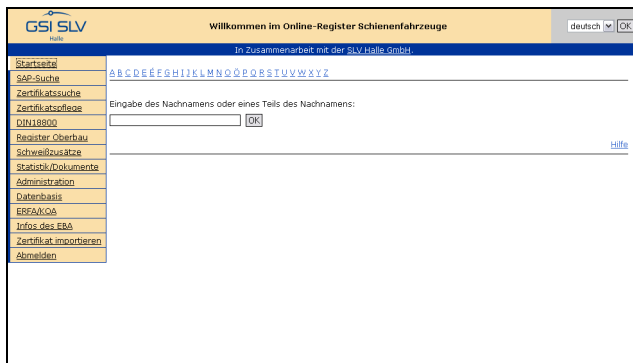 GSI SLV
Halle
Willkommen im Online-Register Schienenfahrzeuge
deutsch OK
In Zusammenarbeit mit der SLV Halle GmbH.
Startseite
SAP-Suche
Zertifikatssuche
Zertifikatspflege
DIN18800
Register Oberbau
Schweißzusätze
Statistik/Dokumente
Administration
Datenbasis
ERFA/KOA
Infos des EBA
Zertifikat importieren
Abmelden
A B C D E É F G H I J K L M N O Ö P Q R S T U V W X Y Z
Eingabe des Nachnamens oder eines Teils des Nachnamens:
OK
Hilfe